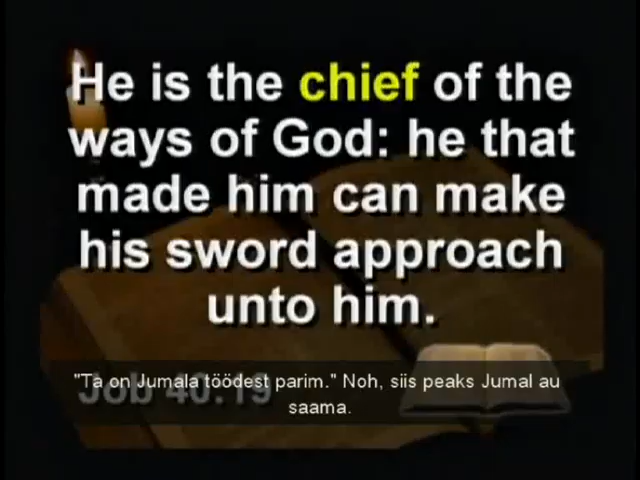 He is the chief of the
ways of God: he that
made him can make
his sword approach
unto him.
"Ta on Jumala töödest parim." Noh, siis peaks Jumal au
saama.
Job 40:19